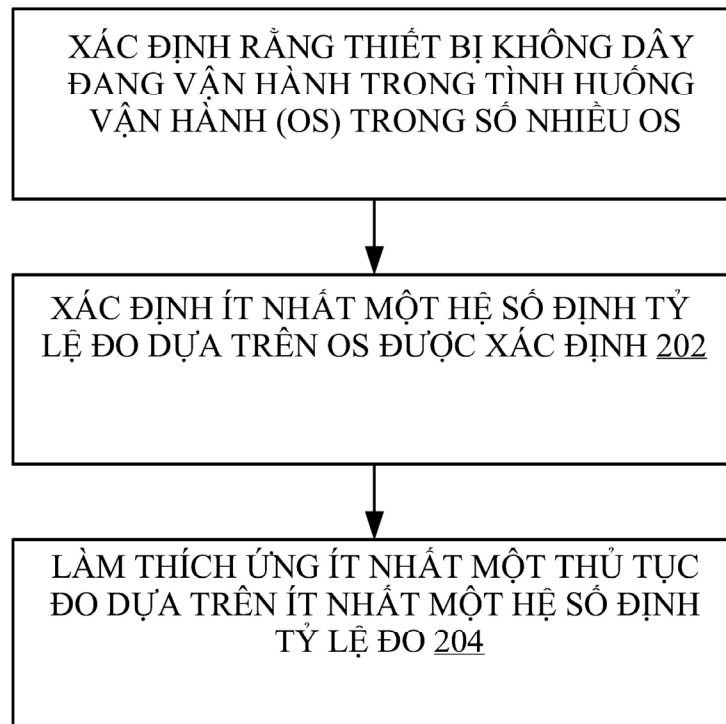 XÁC ĐỊNH RẰNG THIẾT BỊ KHÔNG DÂY
ĐANG VẬN HÀNH TRONG TÌNH HUỐNG
VẬN HÀNH (OS) TRONG SỐ NHIỀU OS
XÁC ĐỊNH ÍT NHẤT MỘT HỆ SỐ ĐỊNH TỶ
LỆ ĐO DỰA TRÊN OS ĐƯỢC XÁC ĐỊNH 202
LÀM THÍCH ỨNG ÍT NHẤT MỘT THỦ TỤC
ĐO DỰA TRÊN ÍT NHẤT MỘT HỆ SỐ ĐỊNH
TỶ LỆ ĐO 204